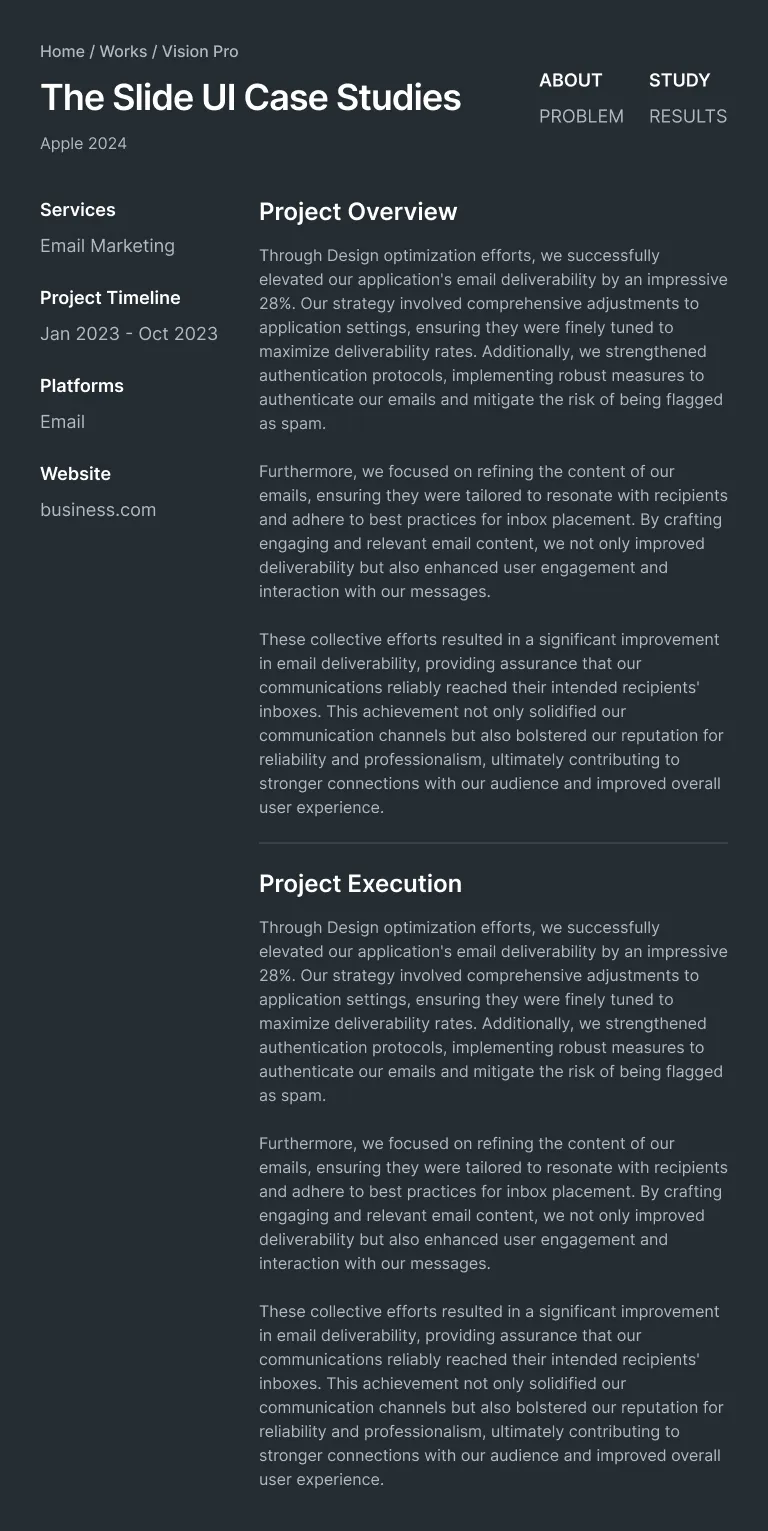 Home / Works / Vision Pro
The Slide UI Case Studies
Apple 2024
ABOUT
PROBLEM
STUDY
RESULTS
Services
Email Marketing
Project Timeline
Jan 2023 - Oct 2023
Platforms
Email
Website
business.com
Project Overview
Through Design optimization efforts, we successfully
elevated our application's email deliverability by an impressive
28%. Our strategy involved comprehensive adjustments to
application settings, ensuring they were finely tuned to
maximize deliverability rates. Additionally, we strengthened
authentication protocols, implementing robust measures to
authenticate our emails and mitigate the risk of being flagged
as spam.
Furthermore, we focused on refining the content of our
emails, ensuring they were tailored to resonate with recipients
and adhere to best practices for inbox placement. By crafting
engaging and relevant email content, we not only improved
deliverability but also enhanced user engagement and
interaction with our messages.
These collective efforts resulted in a significant improvement
in email deliverability, providing assurance that our
communications reliably reached their intended recipients'
inboxes. This achievement not only solidified our
communication channels but also bolstered our reputation for
reliability and professionalism, ultimately contributing to
stronger connections with our audience and improved overall
user experience.
Project Execution
Through Design optimization efforts, we successfully
elevated our application's email deliverability by an impressive
28%. Our strategy involved comprehensive adjustments to
application settings, ensuring they were finely tuned to
maximize deliverability rates. Additionally, we strengthened
authentication protocols, implementing robust measures to
authenticate our emails and mitigate the risk of being flagged
as spam.
Furthermore, we focused on refining the content of our
emails, ensuring they were tailored to resonate with recipients
and adhere to best practices for inbox placement. By crafting
engaging and relevant email content, we not only improved
deliverability but also enhanced user engagement and
interaction with our messages.
These collective efforts resulted in a significant improvement
in email deliverability, providing assurance that our
communications reliably reached their intended recipients'
inboxes. This achievement not only solidified our
communication channels but also bolstered our reputation for
reliability and professionalism, ultimately contributing to
stronger connections with our audience and improved overall
user experience.